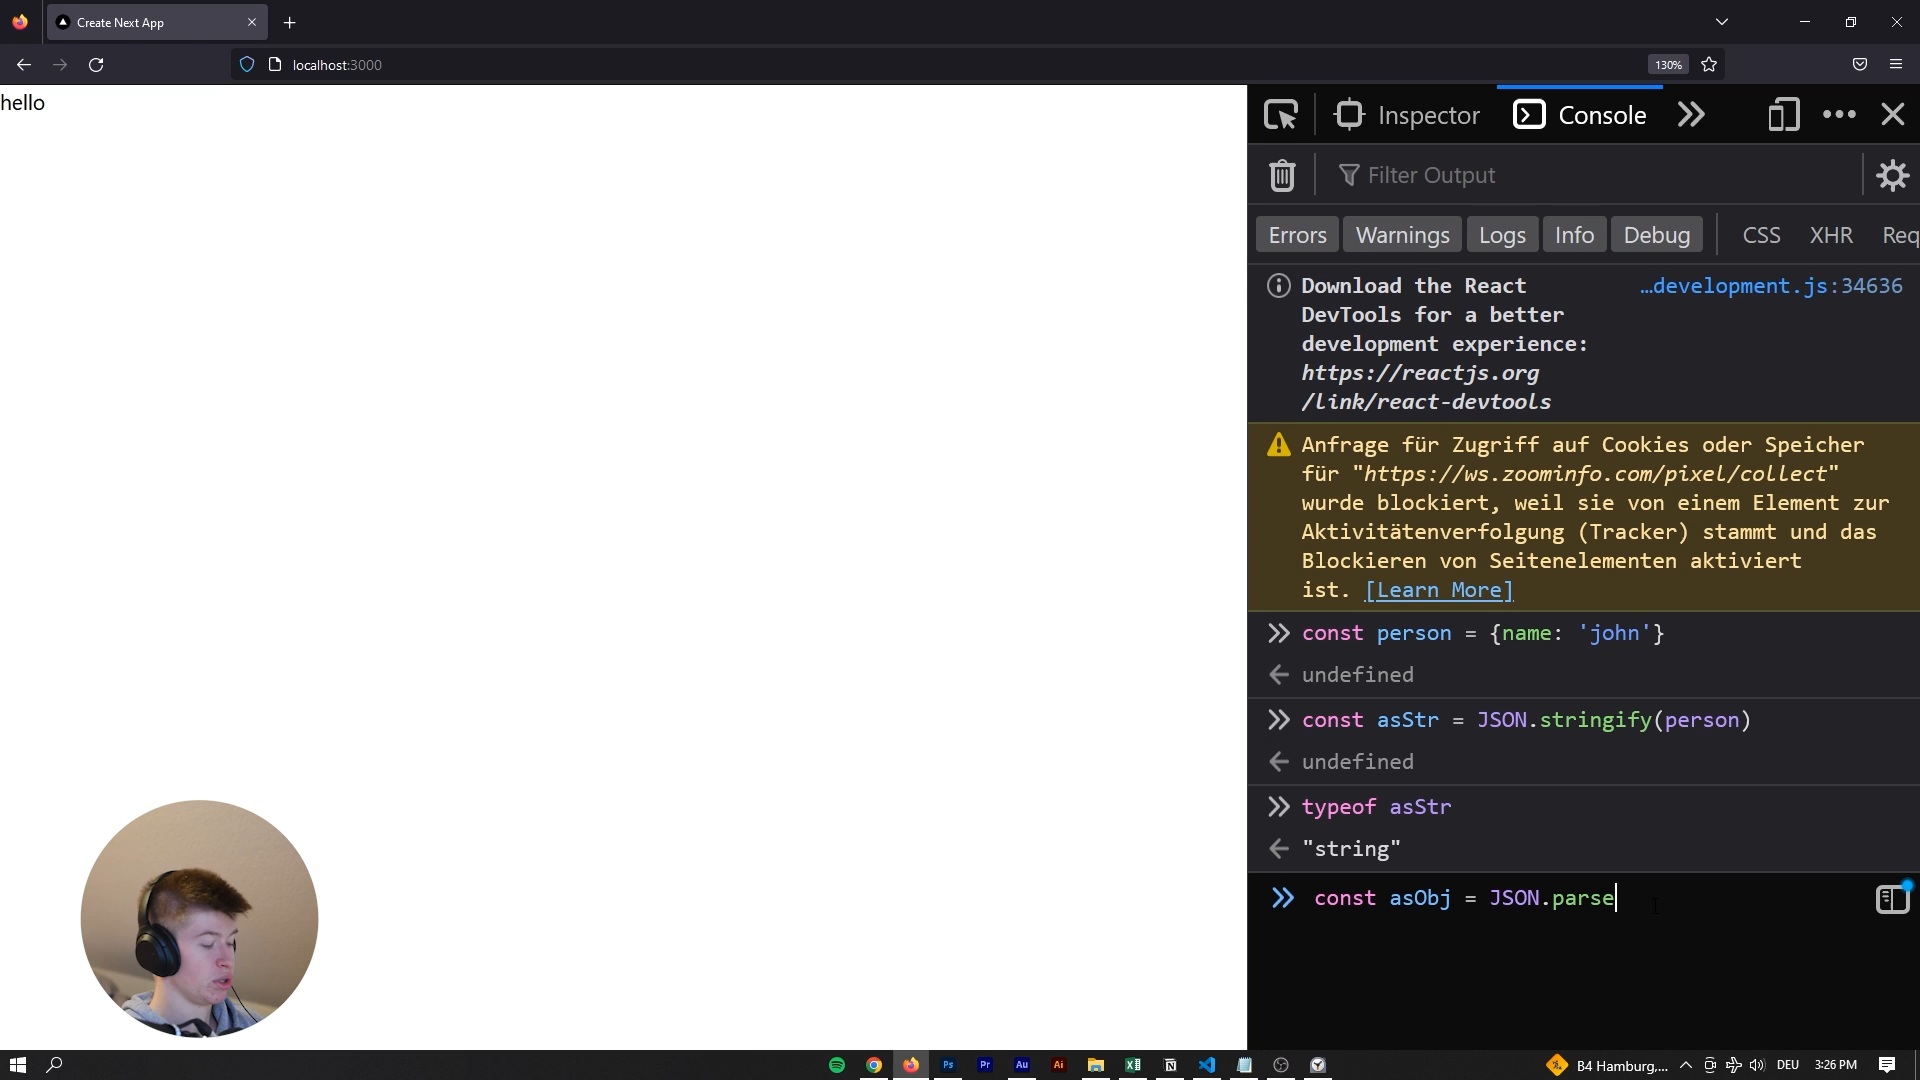 Create Next App
localhost:3000
130%
hello
Inspector
Console
Filter Output
Errors
Warnings
Logs
Info
Debug
CSS
XHR
Req
Download the React
…development.js:34636
DevTools for a better
development experience:
https://reactjs.org
/link/react-devtools
Anfrage für Zugriff auf Cookies oder Speicher
für "https://ws.zoominfo.com/pixel/collect"
wurde blockiert, weil sie von einem Element zur
Aktivitätenverfolgung (Tracker) stammt und das
Blockieren von Seitenelementen aktiviert
ist. [Learn More]
const person = {name: 'john'}
undefined
const asStr = JSON.stringify(person)
undefined
typeof asStr
"string"
const asObj = JSON.parse
Ps
Pr
Au
Ai
B4 Hamburg,...
DEU
3:26 PM